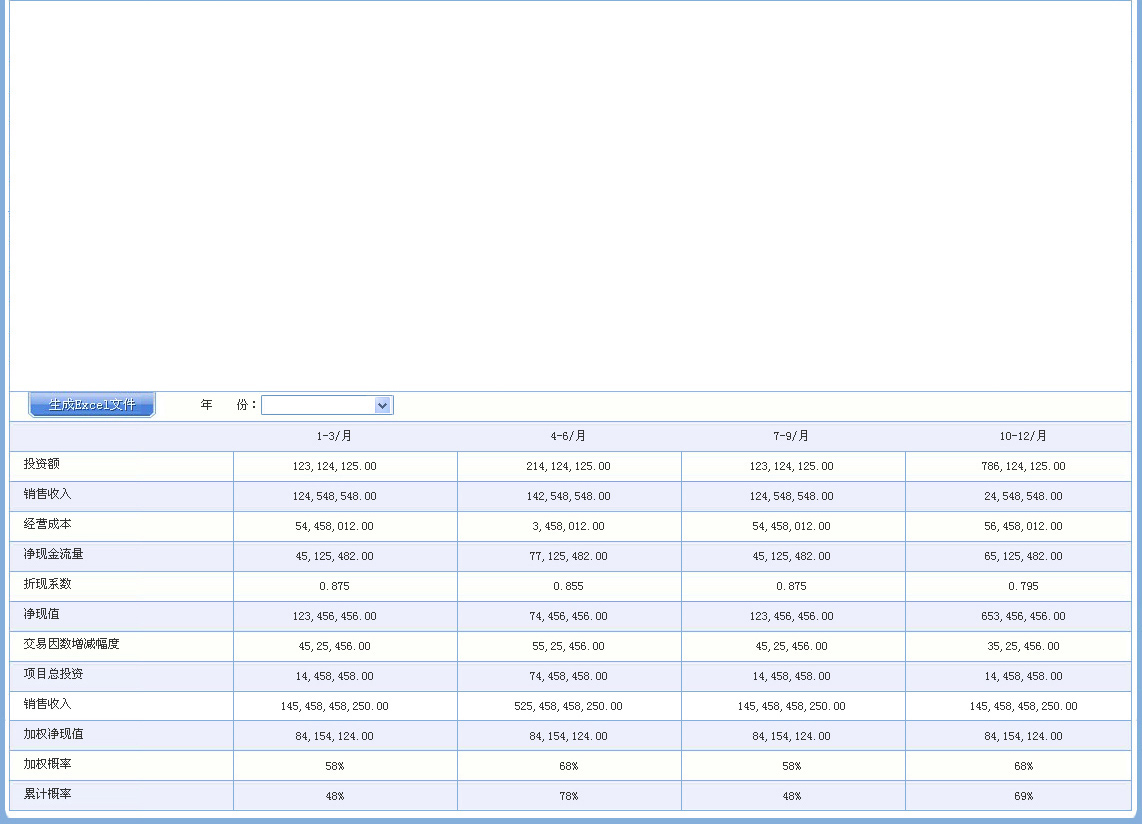 生成Excel文件 年 份：
1-3/月 4-6/月 7-9/月 10-12/月
投资额 123,124,125.00 214,124,125.00 123,124,125.00 786,124,125.00
销售收入 124,548,548.00 142,548,548.00 124,548,548.00 24,548,548.00
经营成本 54,458,012.00 3,458,012.00 54,458,012.00 56,458,012.00
净现金流量 45,125,482.00 77,125,482.00 45,125,482.00 65,125,482.00
折现系数 0.875 0.855 0.875 0.795
净现值 123,456,456.00 74,456,456.00 123,456,456.00 653,456,456.00
交易因数增减幅度 45,25,456.00 55,25,456.00 45,25,456.00 35,25,456.00
项目总投资 14,458,458.00 74,458,458.00 14,458,458.00 14,458,458.00
销售收入 145,458,458,250.00 525,458,458,250.00 145,458,458,250.00 145,458,458,250.00
加权净现值 84,154,124.00 84,154,124.00 84,154,124.00 84,154,124.00
加权概率 58% 68% 58% 68%
累计概率 48% 78% 48% 69%